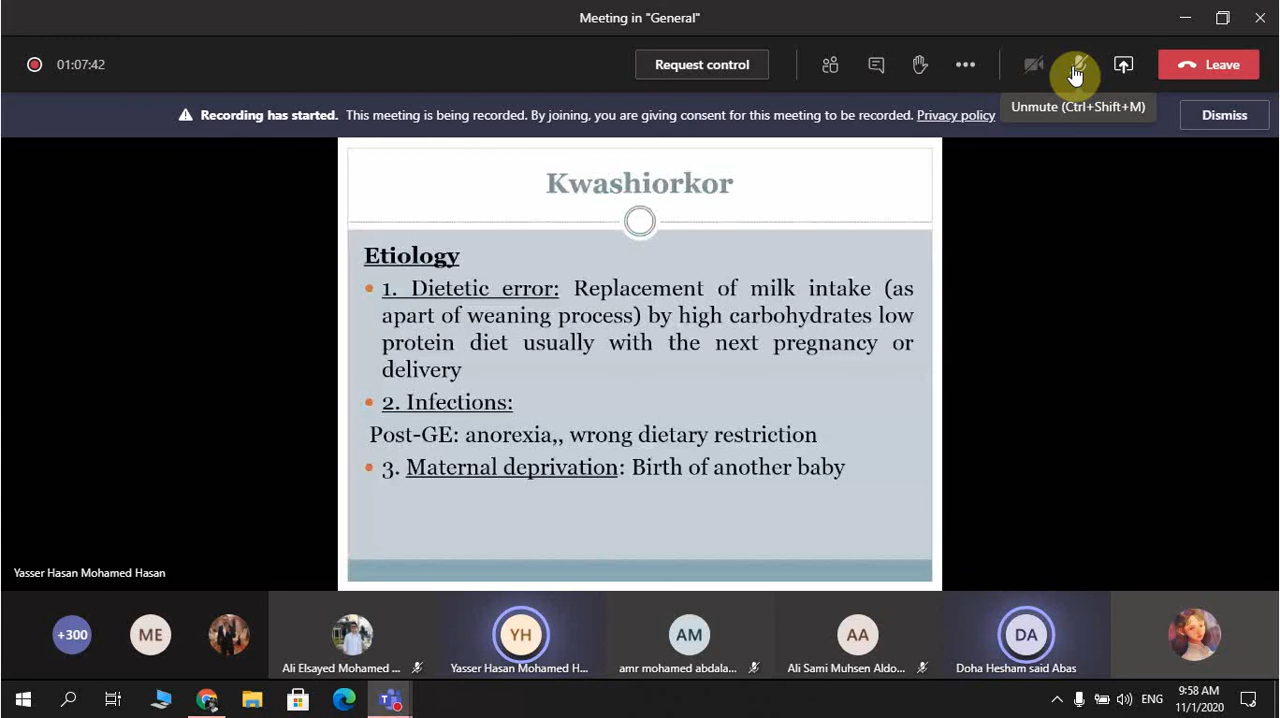 Meeting in "General"
01:07:42
Request control
Leave
Unmute (Ctrl+Shift+M)
Recording has started. This meeting is being recorded. By joining, you are giving consent for this meeting to be recorded. Privacy policy
Dismiss
Kwashiorkor
Etiology
1. Dietetic error: Replacement of milk intake (as
apart of weaning process) by high carbohydrates low
protein diet usually with the next pregnancy or
delivery
2. Infections:
Post-GE: anorexia,, wrong dietary restriction
3. Maternal deprivation: Birth of another baby
Yasser Hasan Mohamed Hasan
+300
ME
YH
AM
AA
DA
Ali Elsayed Mohamed ...
Yasser Hasan Mohamed H...
amr mohamed abdala...
Ali Sami Muhsen Aldo...
Doha Hesham said Abas
ENG
9:58 AM
11/1/2020